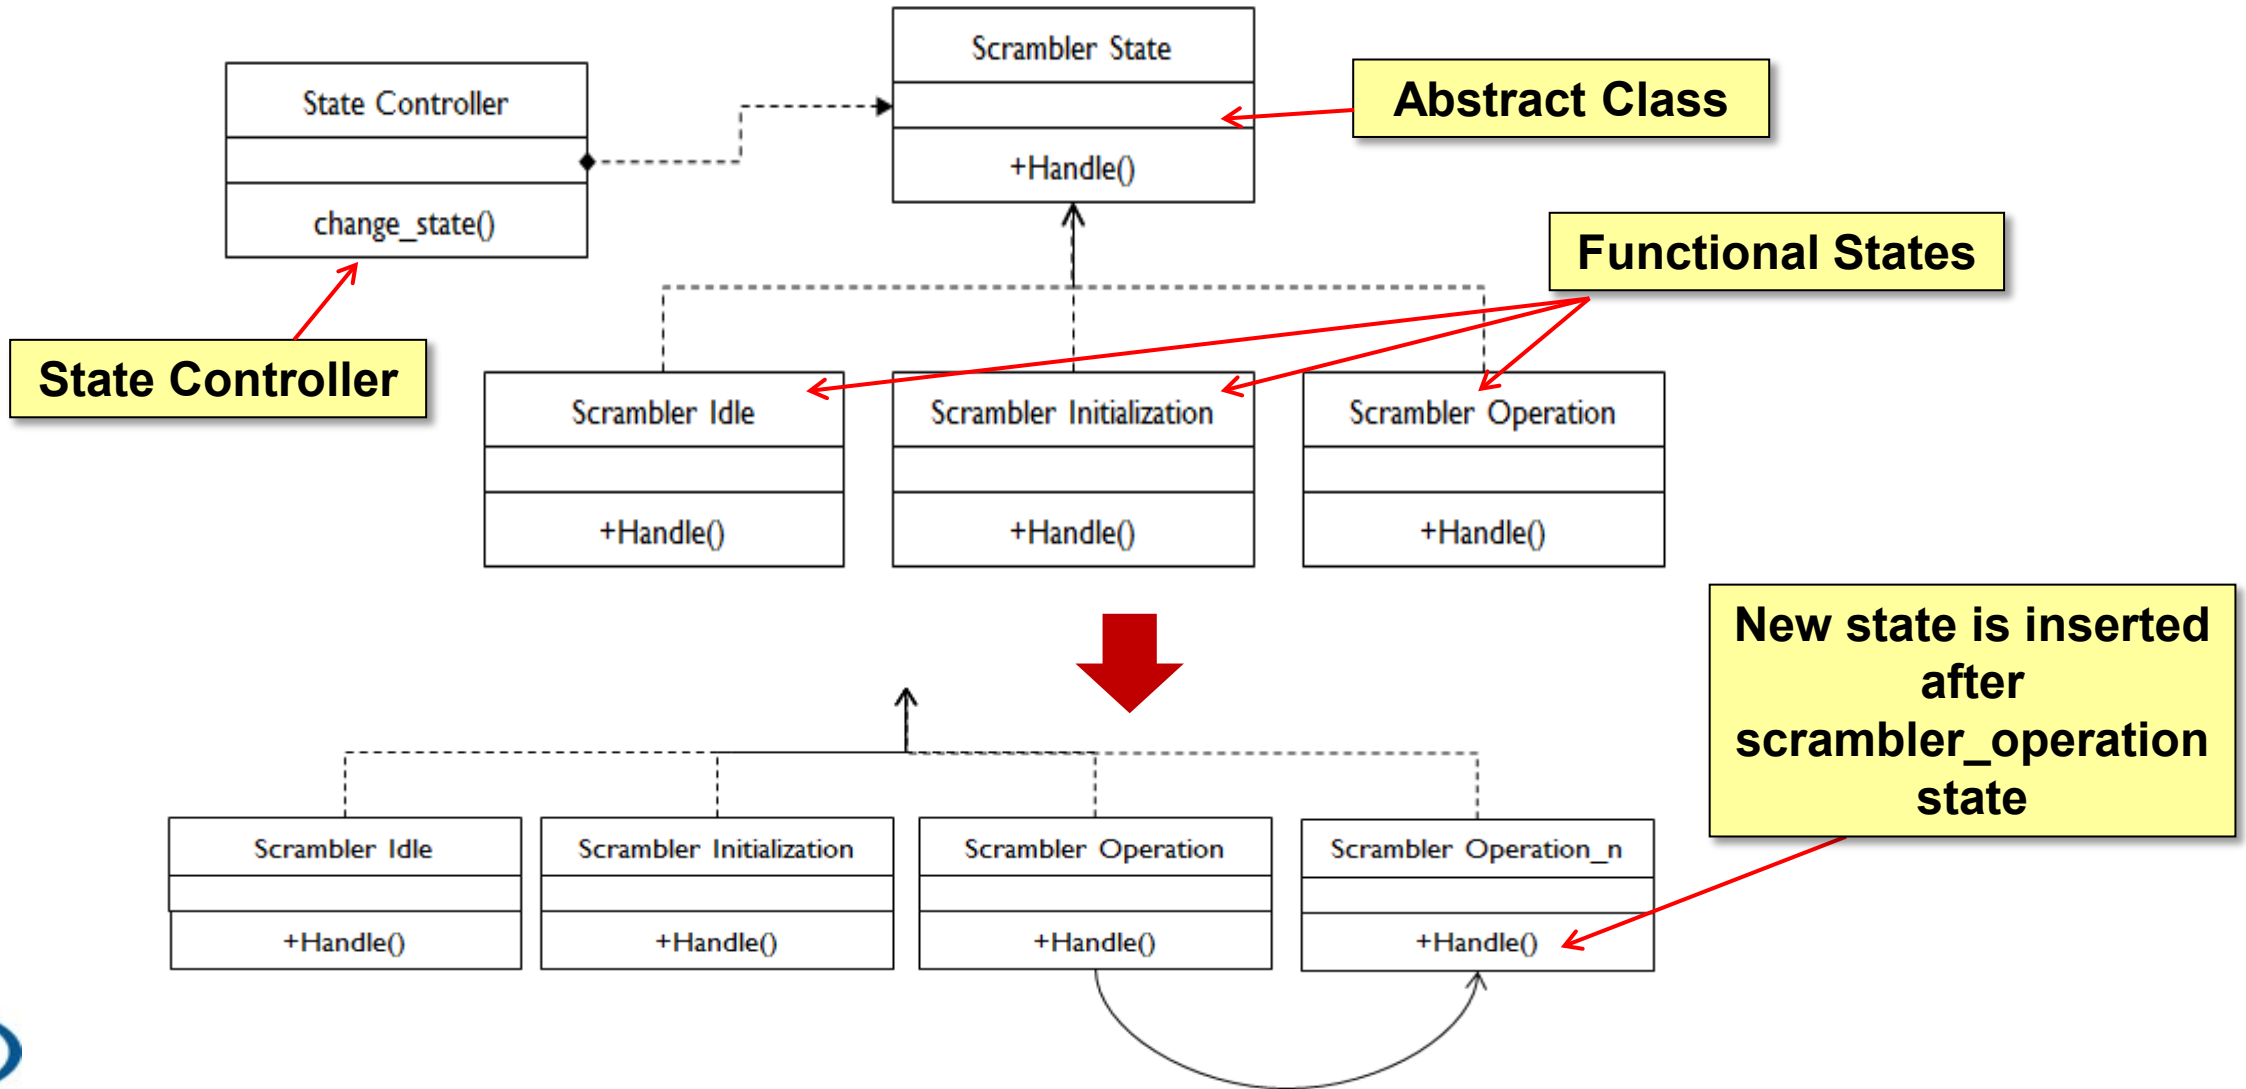 Scrambler State
+Handle()
State Controller
change_state()
Abstract Class
Functional States
State Controller
Scrambler Idle
+Handle()
Scrambler Initialization
+Handle()
Scrambler Operation
+Handle()
New state is inserted
after
scrambler_operation
state
Scrambler Idle
+Handle()
Scrambler Initialization
+Handle()
Scrambler Operation
+Handle()
Scrambler Operation_n
+Handle()